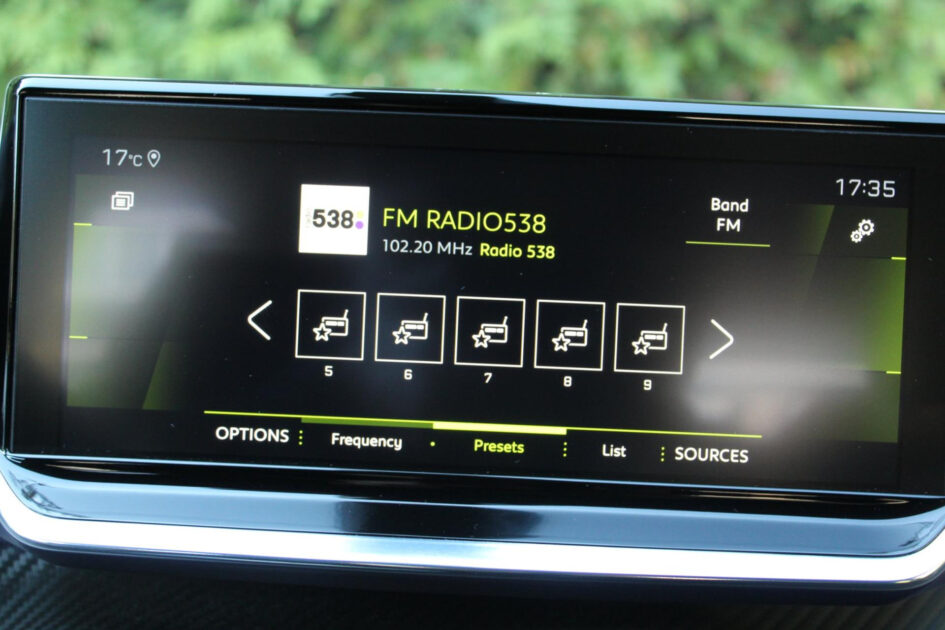 17°C
17:35
538
FM RADIO538
102.20 MHz Radio 538
Band
FM
5 6 7 8 9
OPTIONS Frequency Presets List SOURCES